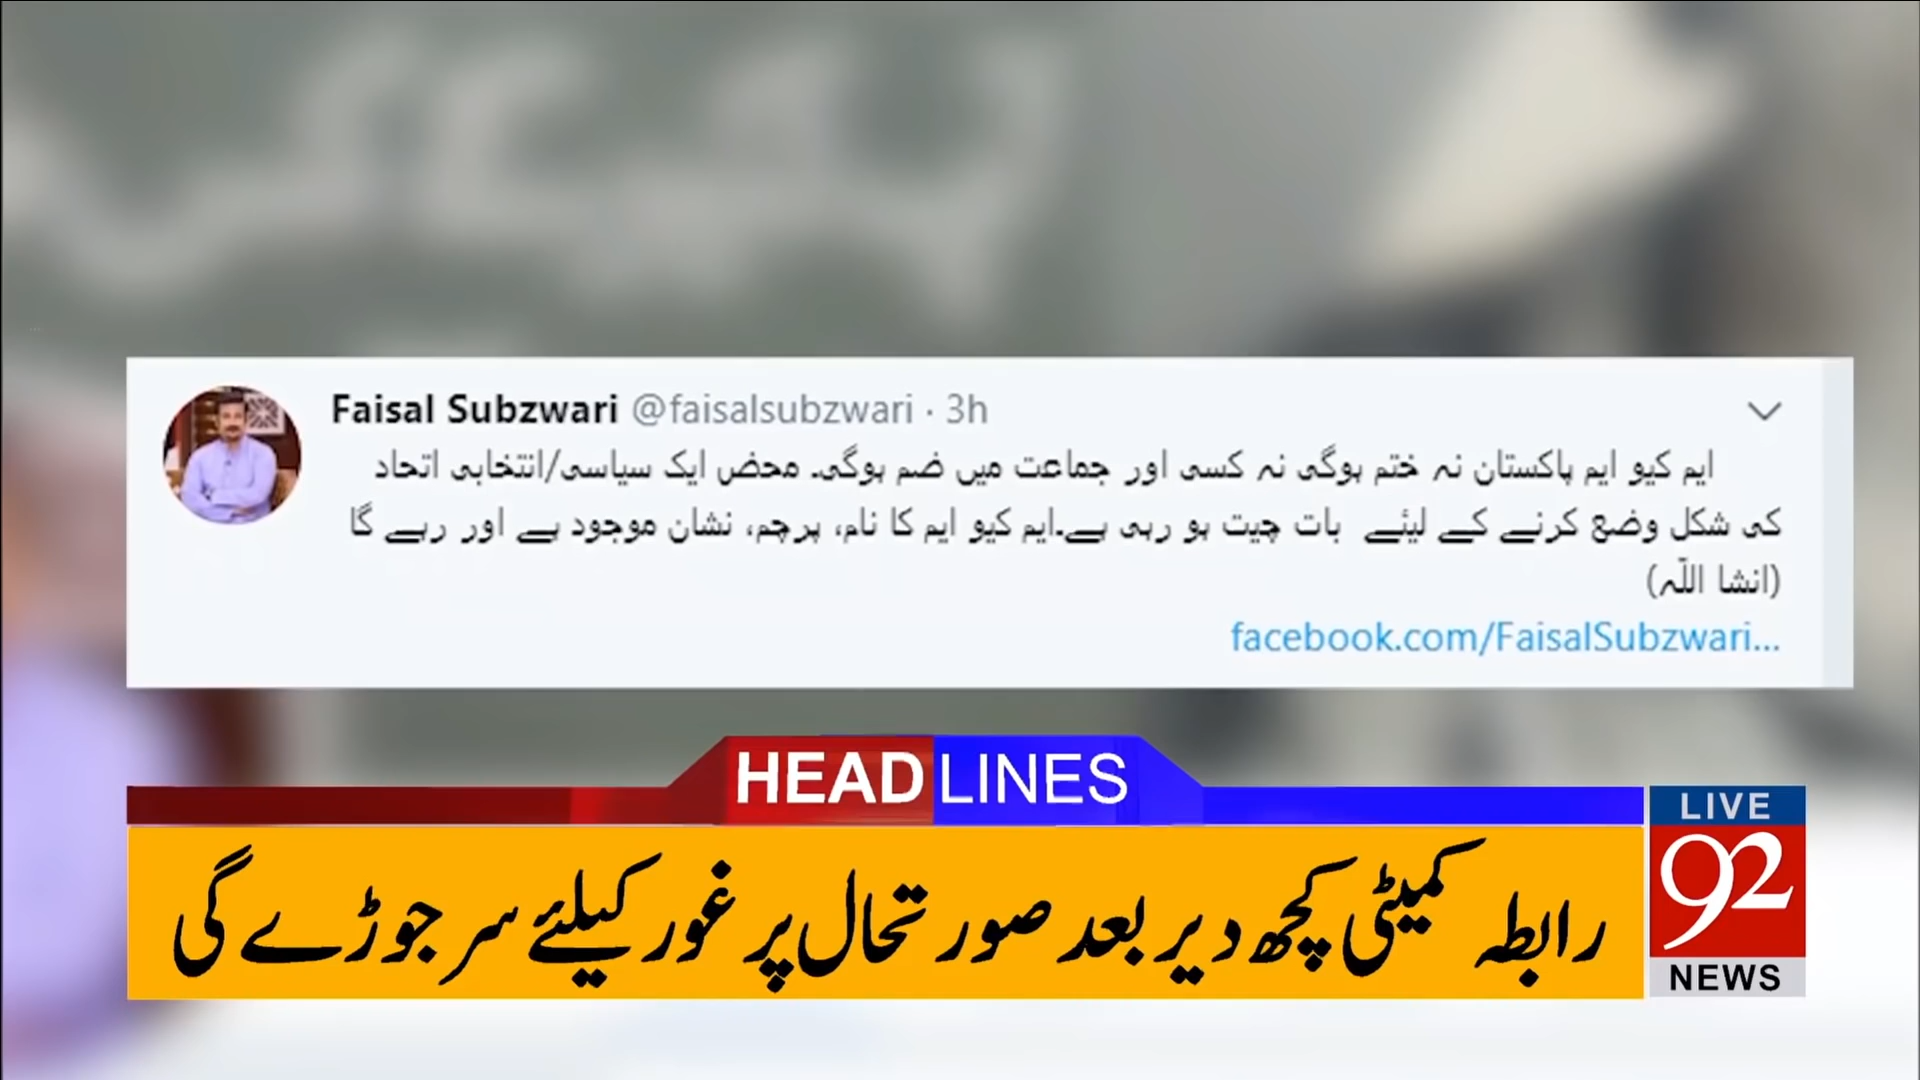 Faisal Subzwari @faisalsubzwari · 3h
ایم کیو ایم پاکستان نہ ختم ہوگی نہ کسی اور جماعت میں ضم ہوگی۔ محض ایک سیاسی/انتخابی اتحاد
کی شکل وضع کرنے کے لیئے بات چیت ہو رہی ہے۔ایم کیو ایم کا نام، پرچم، نشان موجود ہے اور رہے گا
(انشا اللّہ)
facebook.com/FaisalSubzwari...
HEADLINES
LIVE
رابطہ کمیٹی کچھ دیر بعد صورتحال پر غور کیلئے سر جوڑے گی
92
NEWS